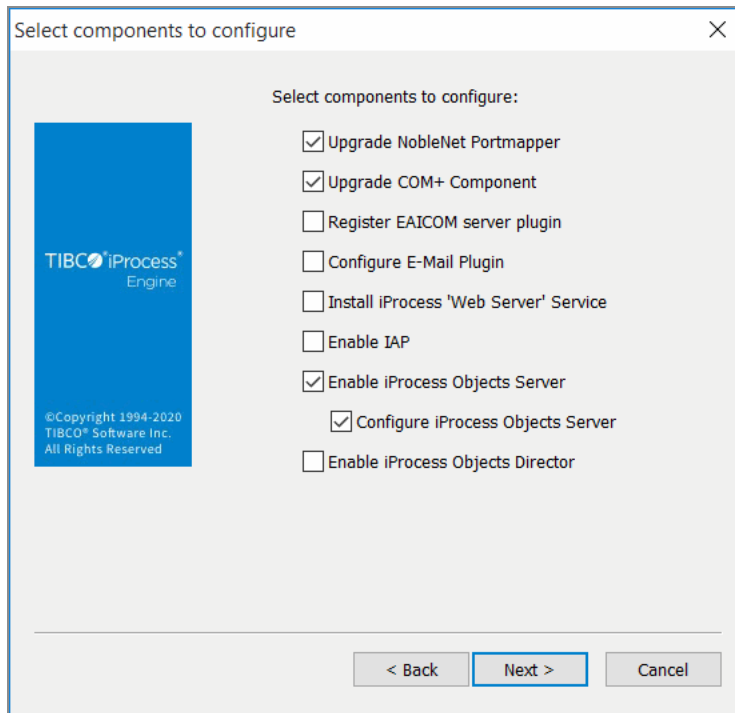 Select components to configure
Select components to configure:
Upgrade NobleNet Portmapper
Upgrade COM+ Component
Register EAICOM server plugin
Configure E-Mail Plugin
Install iProcess 'Web Server' Service
Enable IAP
Enable iProcess Objects Server
Configure iProcess Objects Server
Enable iProcess Objects Director
TIBCO® iProcess®
Engine
©Copyright 1994-2020
TIBCO® Software Inc.
All Rights Reserved
< Back
Next >
Cancel